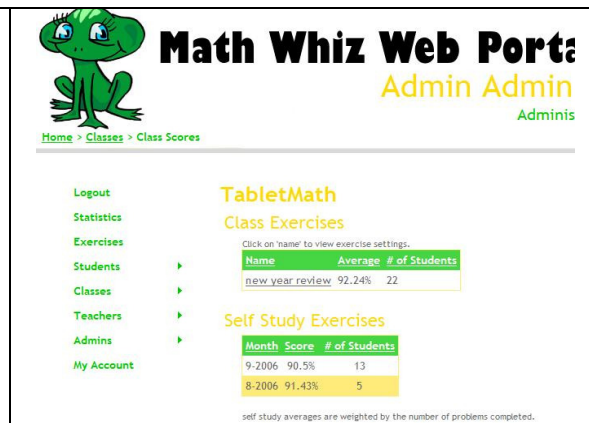 Math Whiz Web Porta
Admin Admin
Adminis
Home > Classes > Class Scores
Logout
Statistics
Exercises
Students
Classes
Teachers
Admins
My Account
TabletMath
Class Exercises
Click on 'name' to view exercise settings.
Name Average # of Students
new year review 92.24% 22
Self Study Exercises
Month Score # of Students
9-2006 90.5% 13
8-2006 91.43% 5
self study averages are weighted by the number of problems completed.